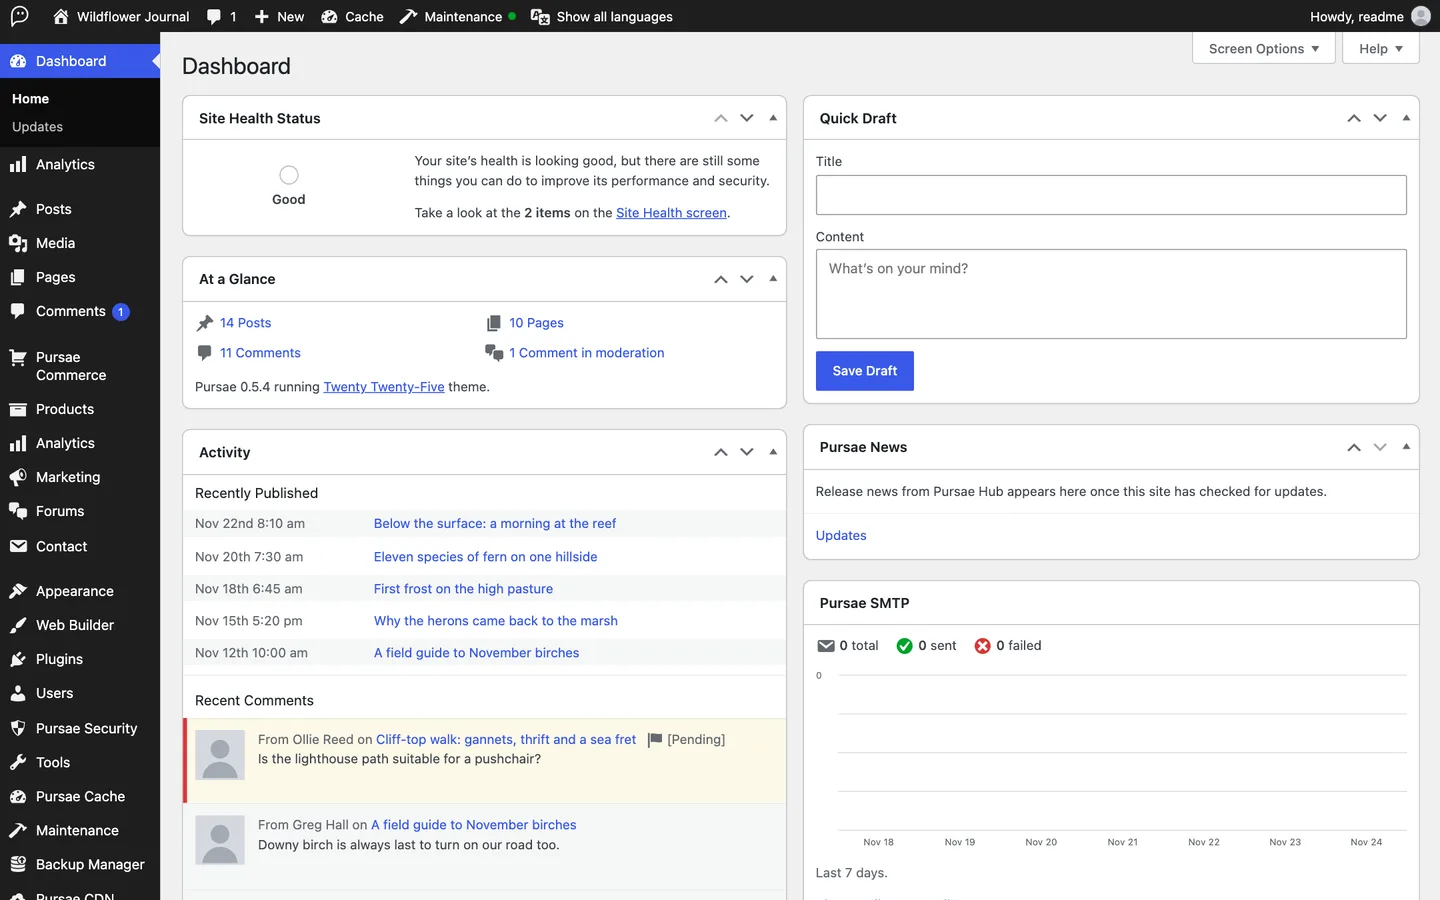 Wildflower Journal 1 New Cache Maintenance Show all languages Howdy, readme
Dashboard
Home
Updates
Analytics
Posts
Media
Pages
Comments 1
Pursae
Commerce
Products
Analytics
Marketing
Forums
Contact
Appearance
Web Builder
Plugins
Users
Pursae Security
Tools
Pursae Cache
Maintenance
Backup Manager
Pursae CDN
Screen Options Help
Dashboard
Site Health Status
Good
Your site's health is looking good, but there are still some
things you can do to improve its performance and security.
Take a look at the 2 items on the Site Health screen.
At a Glance
14 Posts 10 Pages
11 Comments 1 Comment in moderation
Pursae 0.5.4 running Twenty Twenty-Five theme.
Activity
Recently Published
Nov 22nd 8:10 am Below the surface: a morning at the reef
Nov 20th 7:30 am Eleven species of fern on one hillside
Nov 18th 6:45 am First frost on the high pasture
Nov 15th 5:20 pm Why the herons came back to the marsh
Nov 12th 10:00 am A field guide to November birches
Recent Comments
From Ollie Reed on Cliff-top walk: gannets, thrift and a sea fret [Pending]
Is the lighthouse path suitable for a pushchair?
From Greg Hall on A field guide to November birches
Downy birch is always last to turn on our road too.
Quick Draft
Title
Content
What's on your mind?
Save Draft
Pursae News
Release news from Pursae Hub appears here once this site has checked for updates.
Updates
Pursae SMTP
0 total 0 sent 0 failed
0
Nov 18 Nov 19 Nov 20 Nov 21 Nov 22 Nov 23 Nov 24
Last 7 days.